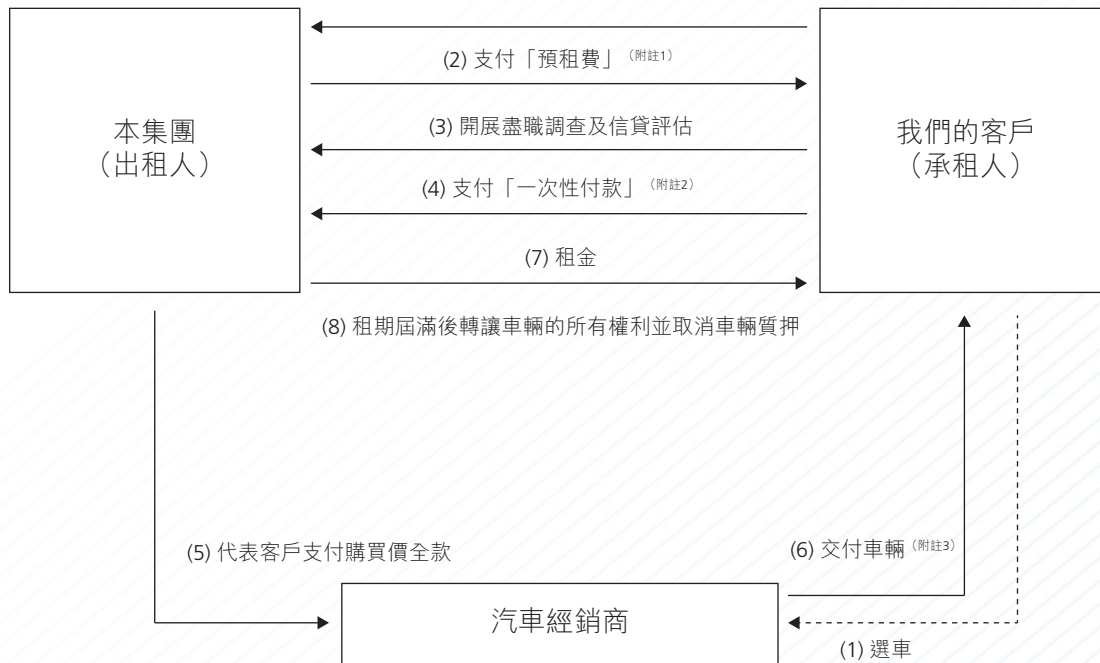 (2) 支付「預租費」（附註1）
本集團
（出租人）
我們的客戶
（承租人）
(3) 開展盡職調查及信貸評估
(4) 支付「一次性付款」（附註2）
(7) 租金
(8) 租期屆滿後轉讓車輛的所有權利並取消車輛質押
(5) 代表客戶支付購買價全款
(6) 交付車輛（附註3）
汽車經銷商
(1) 選車